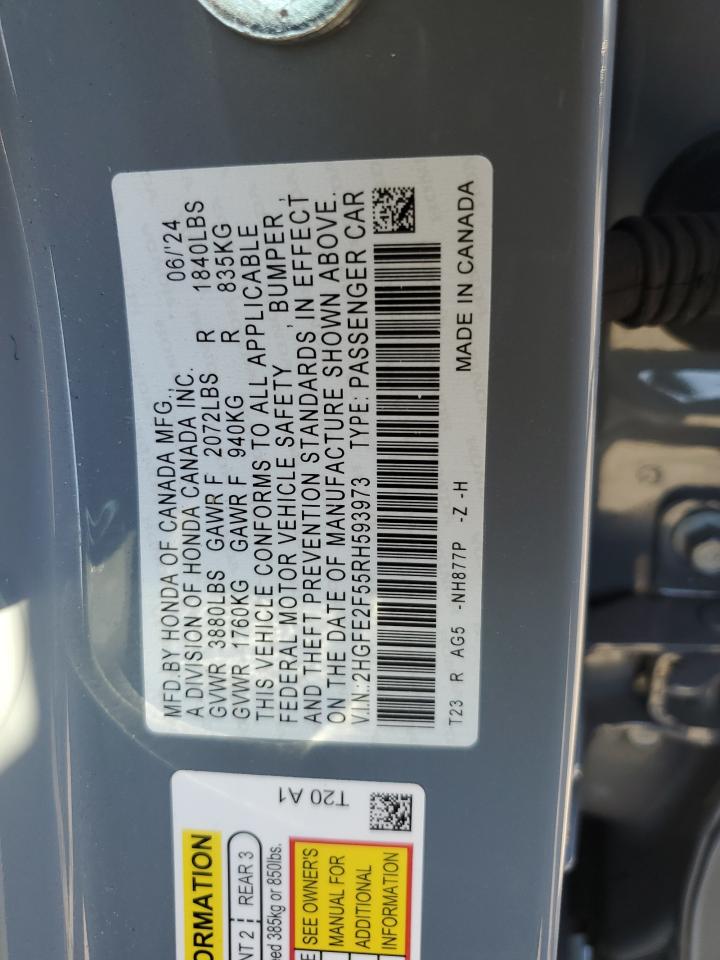 MFD.BY HONDA OF CANADA MFG.,
A DIVISION OF HONDA CANADA INC. 06/'24
GVWR 3880LBS GAWR F 2072LBS R 1840LBS
GVWR 1760KG GAWR F 940KG R 835KG
THIS VEHICLE CONFORMS TO ALL APPLICABLE
FEDERAL MOTOR VEHICLE SAFETY, BUMPER,
AND THEFT PREVENTION STANDARDS, IN EFFECT
ON THE DATE OF MANUFACTURE SHOWN ABOVE.
V.I.N.:2HGFE2F55RH593973 TYPE: PASSENGER CAR
T23 R AG5 -NH877P -Z -H MADE IN CANADA
T20 A1
REAR 3
385kg or 850lbs.
SEE OWNER'S
MANUAL FOR
ADDITIONAL
INFORMATION